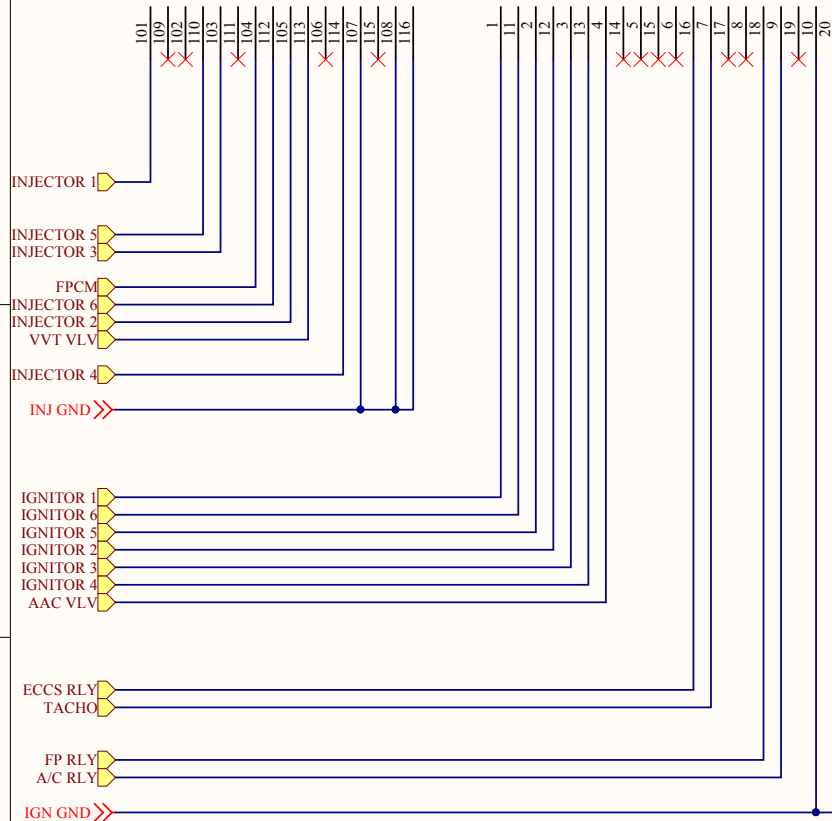 101
109
102
110
103
111
104
112
105
113
106
114
107
115
108
116
1
11
2
12
3
13
4
14
5
15
6
16
7
17
8
18
9
19
10
20
INJECTOR 1
INJECTOR 5
INJECTOR 3
FPCM
INJECTOR 6
INJECTOR 2
VVT VLV
INJECTOR 4
INJ GND
IGNITOR 1
IGNITOR 6
IGNITOR 5
IGNITOR 2
IGNITOR 3
IGNITOR 4
AAC VLV
ECCS RLY
TACHO
FP RLY
A/C RLY
IGN GND